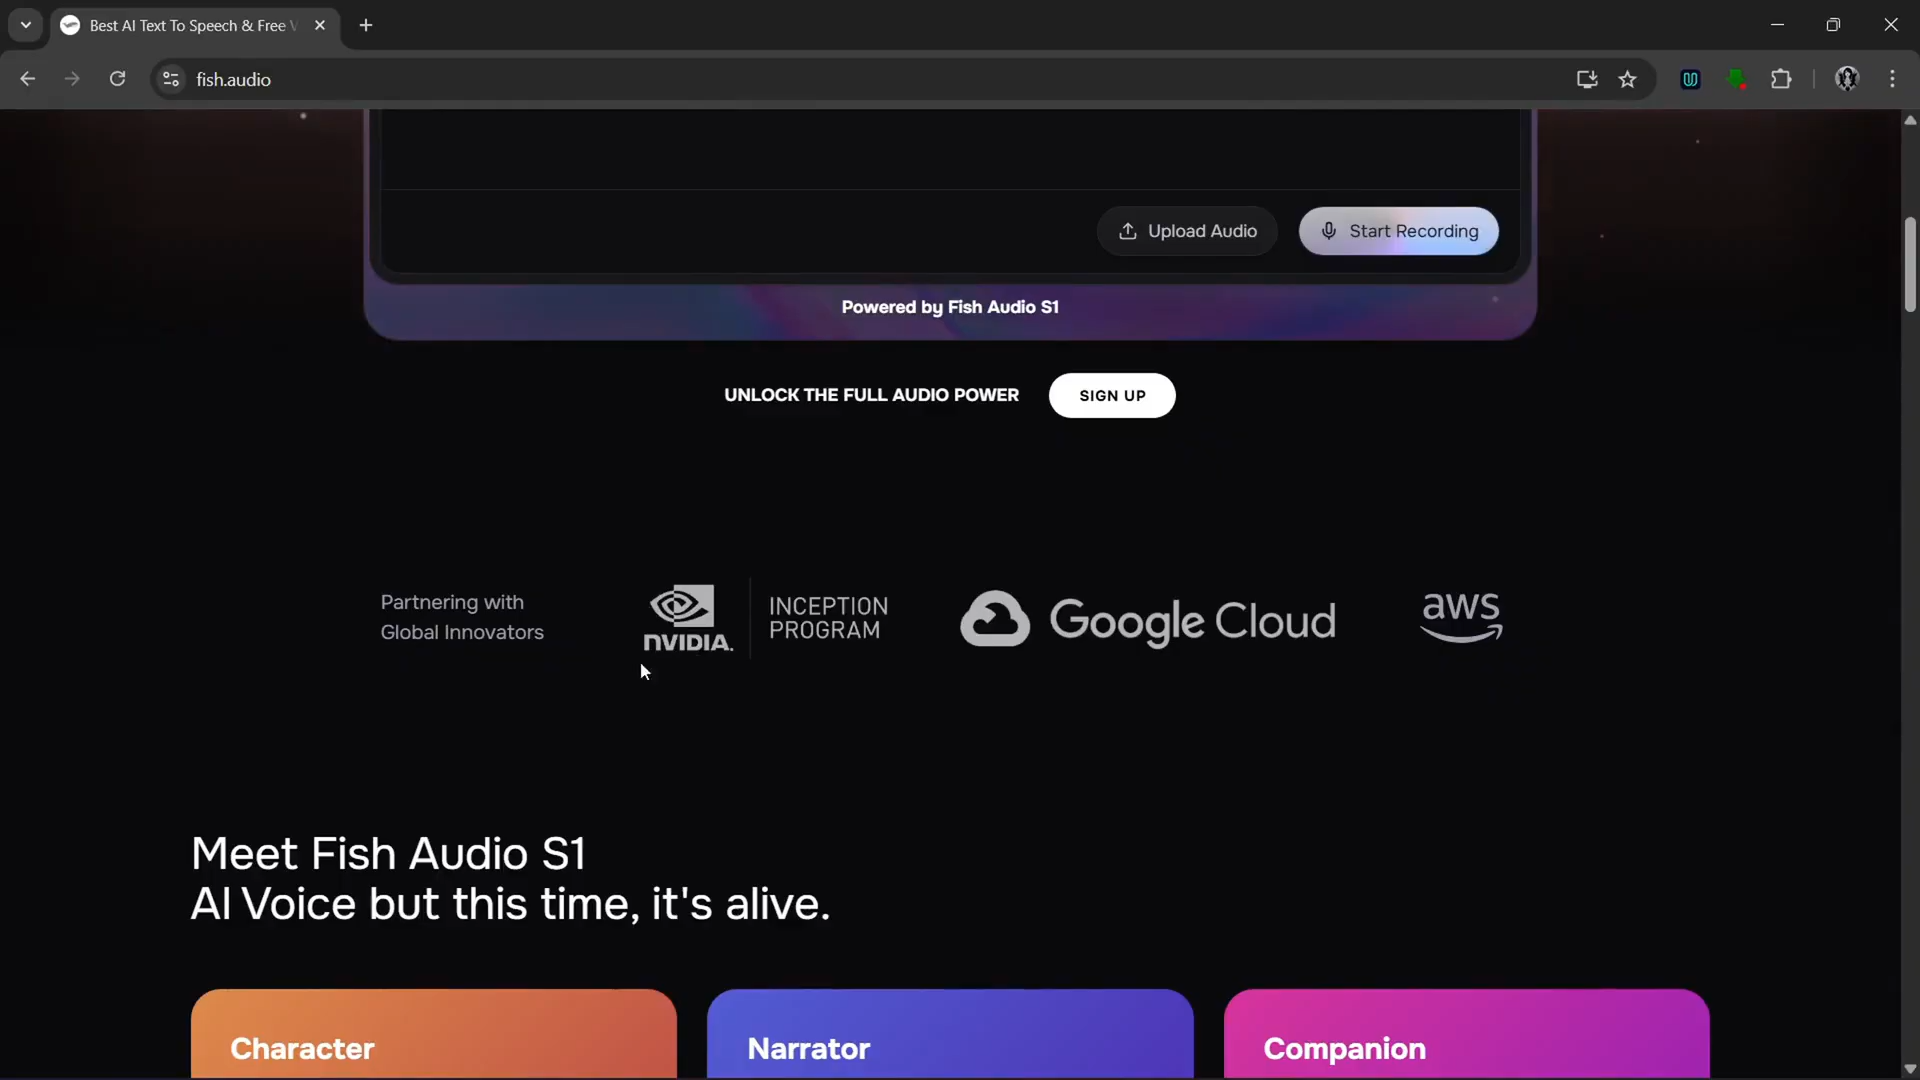 Best AI Text To Speech & Free V
fish.audio
Upload Audio
Start Recording
Powered by Fish Audio S1
UNLOCK THE FULL AUDIO POWER
SIGN UP
Partnering with
Global Innovators
NVIDIA.
INCEPTION
PROGRAM
Google Cloud
aws
Meet Fish Audio S1
AI Voice but this time, it's alive.
Character
Narrator
Companion